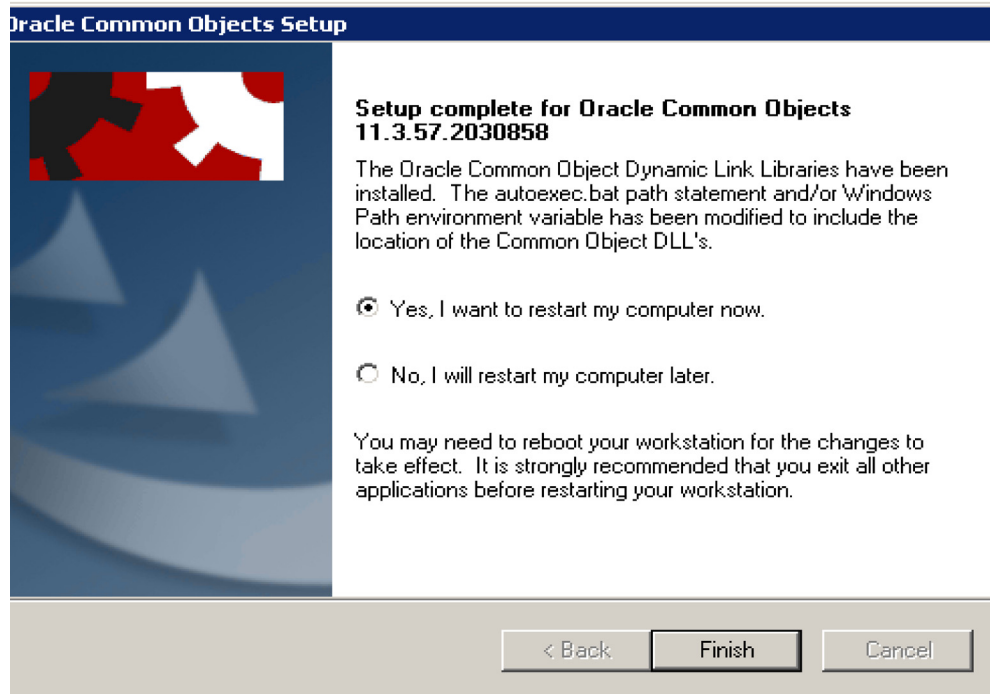 Oracle Common Objects Setup
Setup complete for Oracle Common Objects
11.3.57.2030858
The Oracle Common Object Dynamic Link Libraries have been
installed.  The autoexec.bat path statement and/or Windows
Path environment variable has been modified to include the
location of the Common Object DLL's.
Yes, I want to restart my computer now.
No, I will restart my computer later.
You may need to reboot your workstation for the changes to
take effect.  It is strongly recommended that you exit all other
applications before restarting your workstation.
< Back
Finish
Cancel